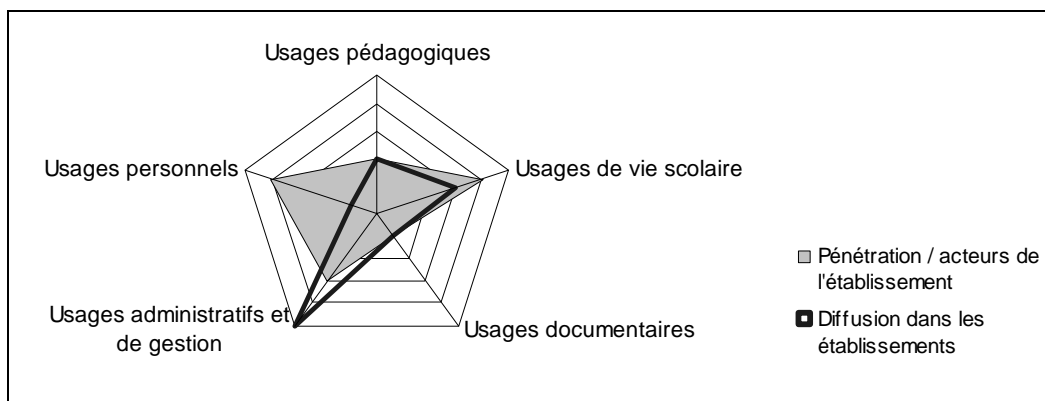 Usages pédagogiques
Usages personnels
Usages de vie scolaire
Usages administratifs et
de gestion
Usages documentaires
Pénétration / acteurs de
l'établissement
Diffusion dans les
établissements